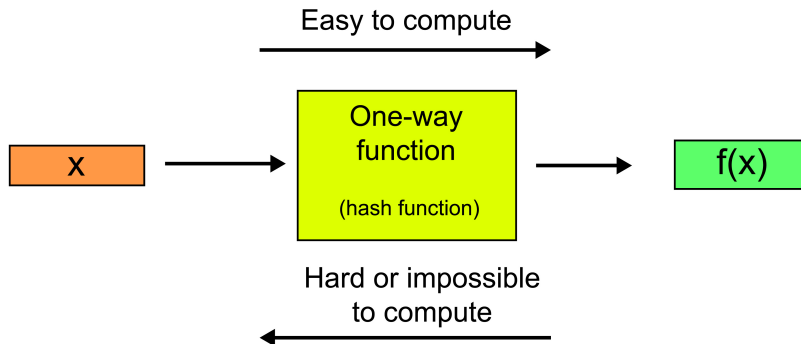 Easy to compute
One-way
function
(hash function)
x
f(x)
Hard or impossible
to compute